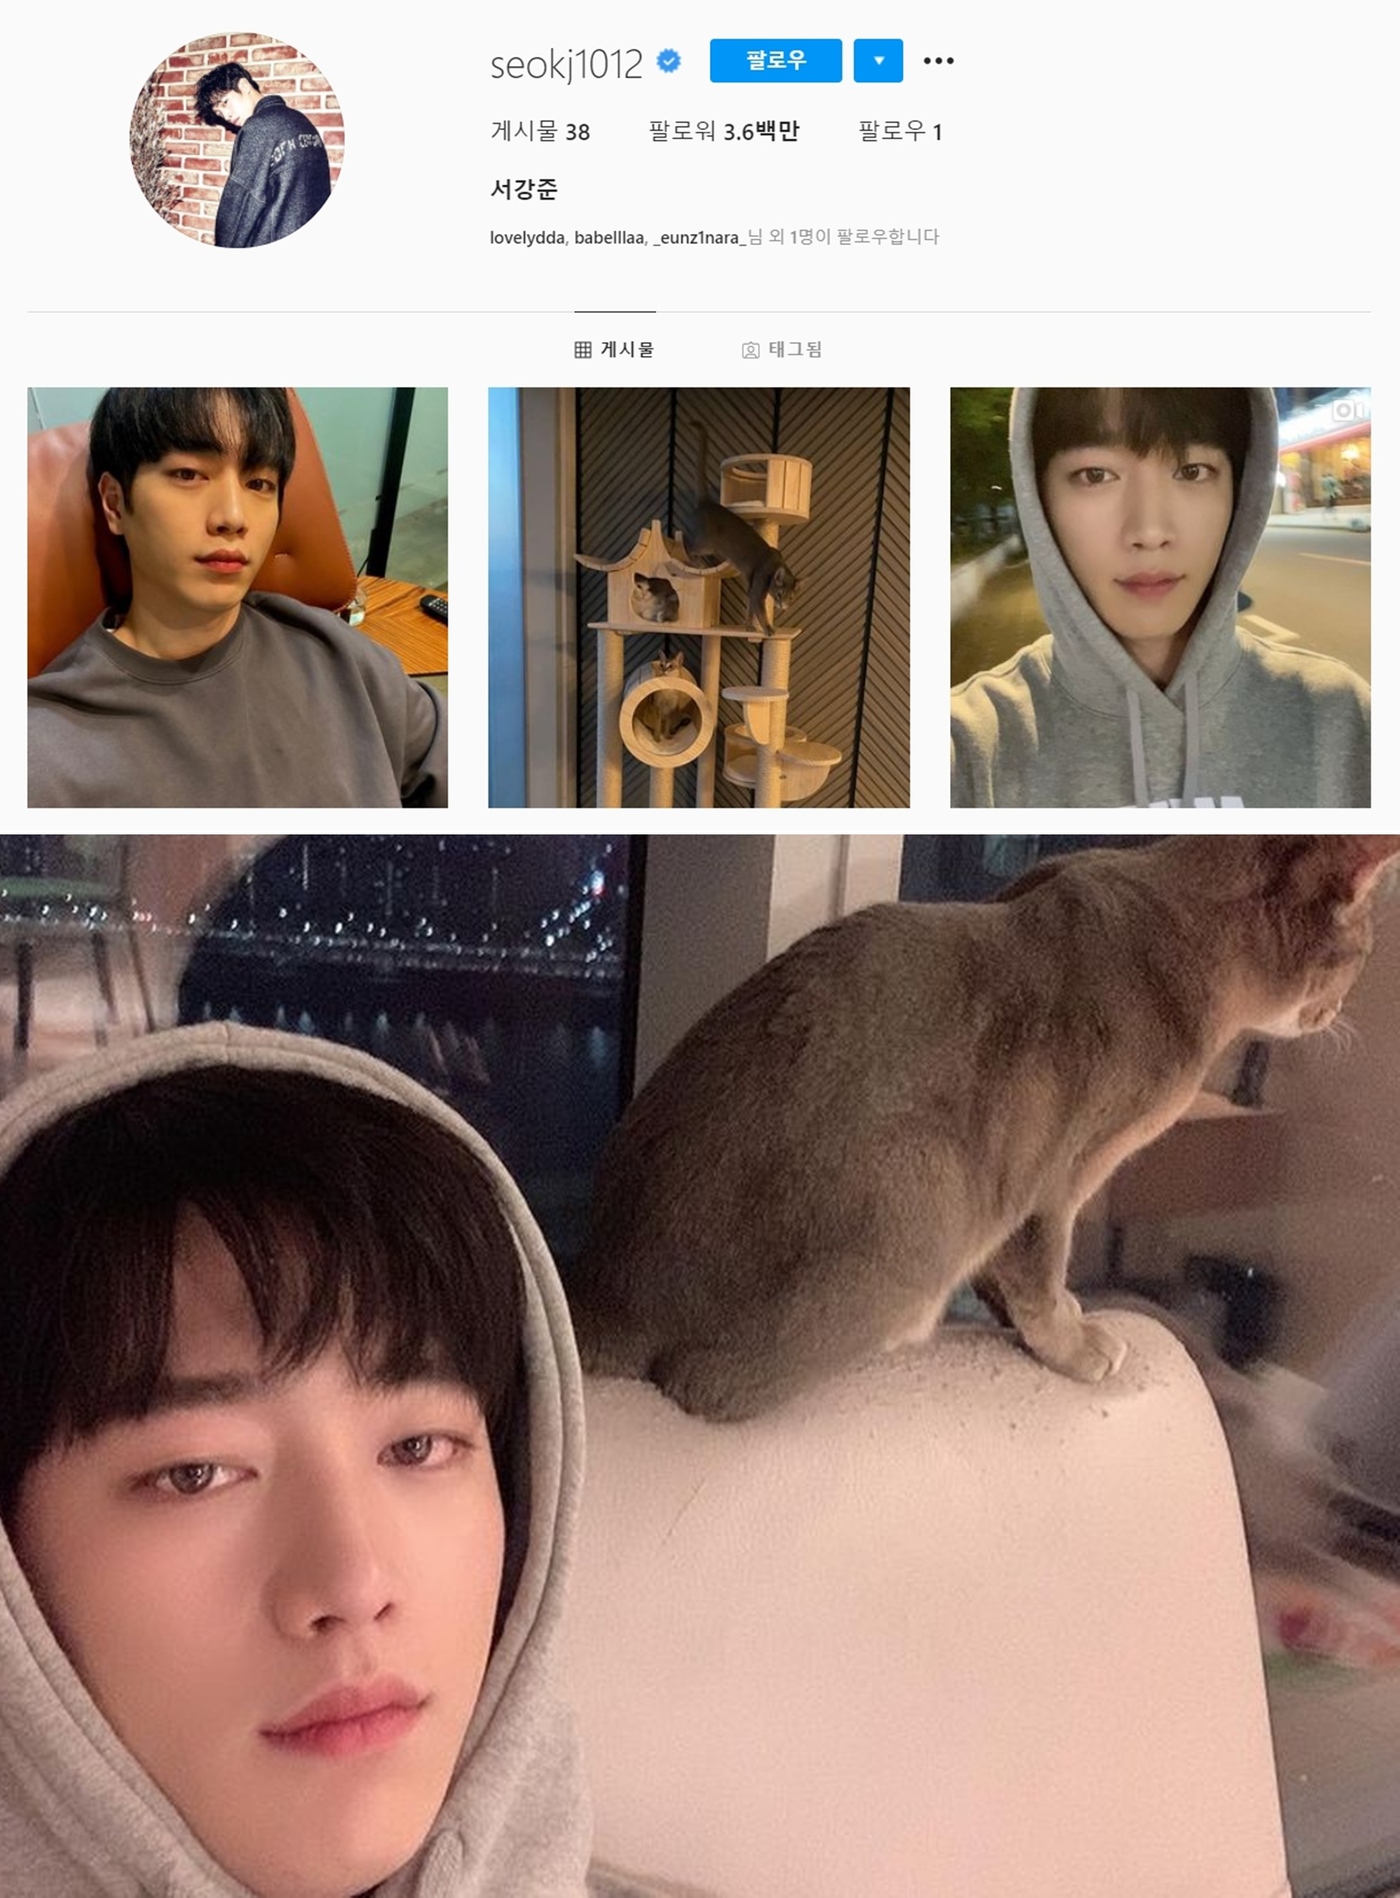 seokj1012 팔로우
게시물 38 팔로워 3.6백만 팔로우 1
서강준
lovelydda, babelllaa, _eunz1nara_님 외 1명이 팔로우합니다
게시물 태그됨